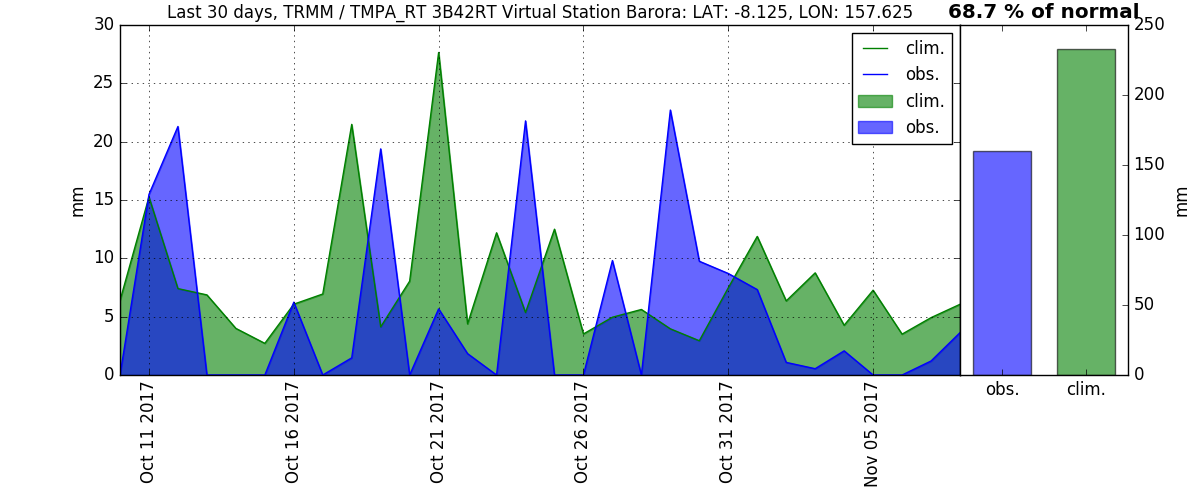 Last 30 days, TRMM / TMPA_RT 3B42RT Virtual Station Barora: LAT: -8.125, LON: 157.625
68.7 % of normal
30
25
20
15
10
5
0
mm
clim.
obs.
clim.
obs.
250
200
150
100
50
0
mm
obs.
clim.
Oct 11 2017
Oct 16 2017
Oct 21 2017
Oct 26 2017
Oct 31 2017
Nov 05 2017